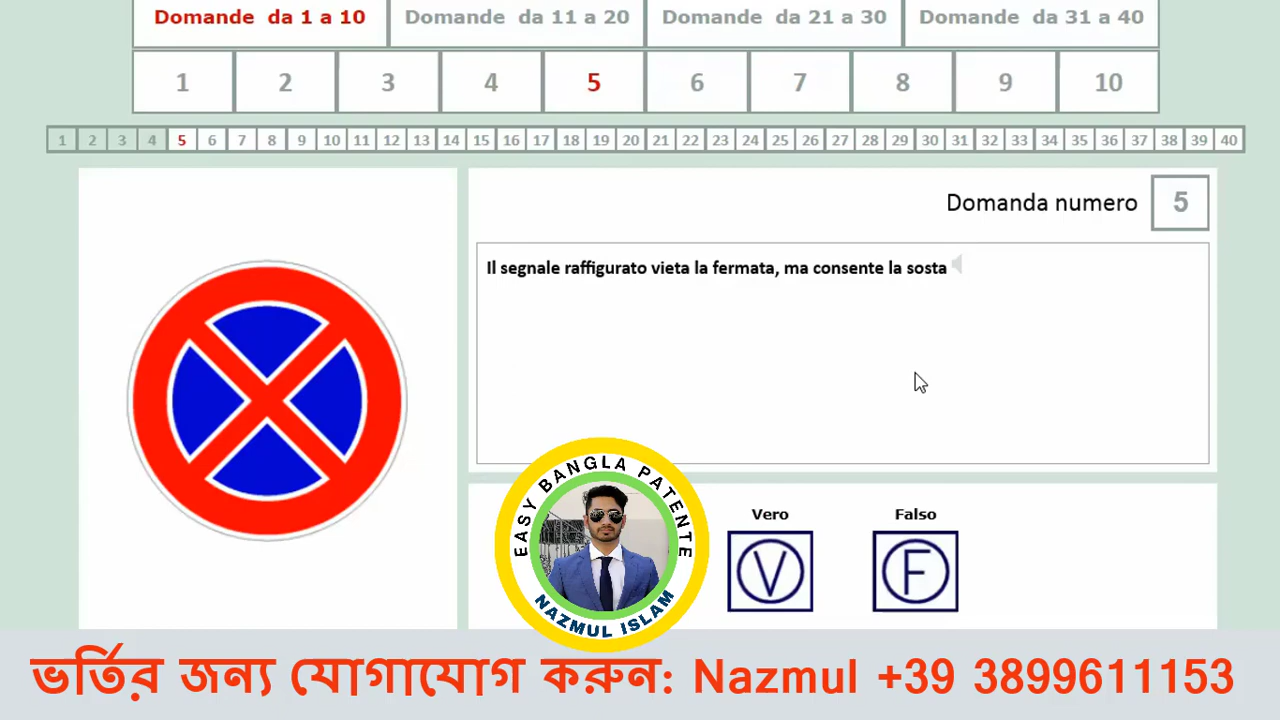 Domande da 1 a 10 Domande da 11 a 20 Domande da 21 a 30 Domande da 31 a 40
1 2 3 4 5 6 7 8 9 10
1 2 3 4 5 6 7 8 9 10 11 12 13 14 15 16 17 18 19 20 21 22 23 24 25 26 27 28 29 30 31 32 33 34 35 36 37 38 39 40
Domanda numero 5
Il segnale raffigurato vieta la fermata, ma consente la sosta
EASY BANGLA PATENTE
NAZMUL ISLAM
Vero Falso
V F
ভর্তির জন্য যোগাযোগ করুন: Nazmul +39 3899611153